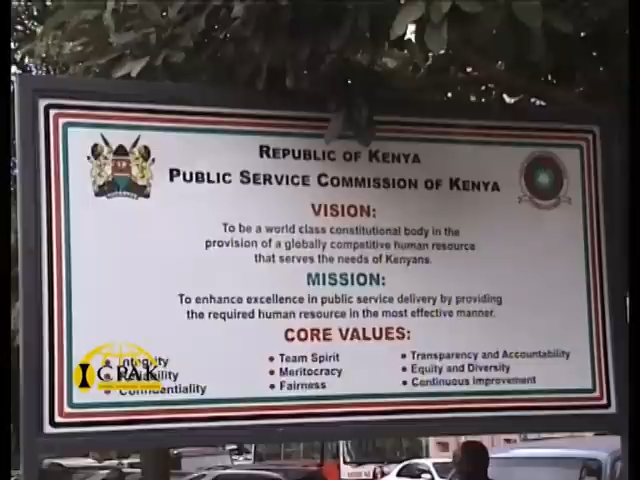 REPUBLIC OF KENYA
PUBLIC SERVICE COMMISSION OF KENYA
VISION:
To be a world class constitutional body in the
provision of a globally competitive human resource
that serves the needs of Kenyans.
MISSION:
To enhance excellence in public service delivery by providing
the required human resource in the most effective manner.
CORE VALUES:
• Integrity
• Reliability
• Confidentiality
• Team Spirit
• Meritocracy
• Fairness
• Transparency and Accountability
• Equity and Diversity
• Continuous Improvement
ICPAK